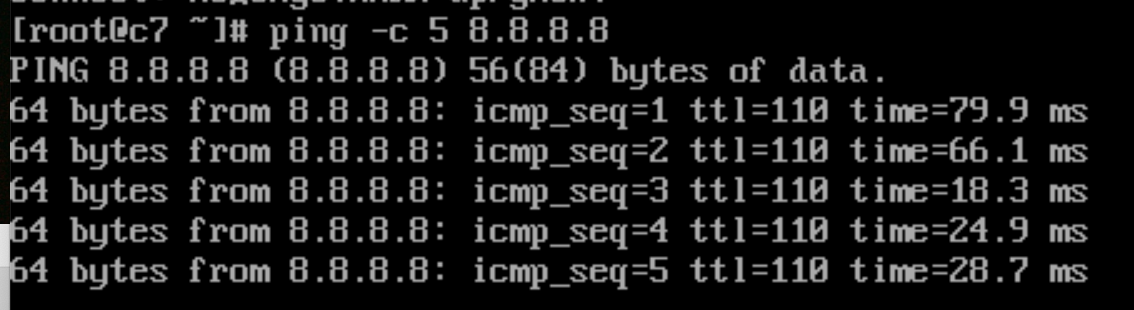 [root@c7 ~]# ping -c 5 8.8.8.8
PING 8.8.8.8 (8.8.8.8) 56(84) bytes of data.
64 bytes from 8.8.8.8: icmp_seq=1 ttl=110 time=79.9 ms
64 bytes from 8.8.8.8: icmp_seq=2 ttl=110 time=66.1 ms
64 bytes from 8.8.8.8: icmp_seq=3 ttl=110 time=18.3 ms
64 bytes from 8.8.8.8: icmp_seq=4 ttl=110 time=24.9 ms
64 bytes from 8.8.8.8: icmp_seq=5 ttl=110 time=28.7 ms